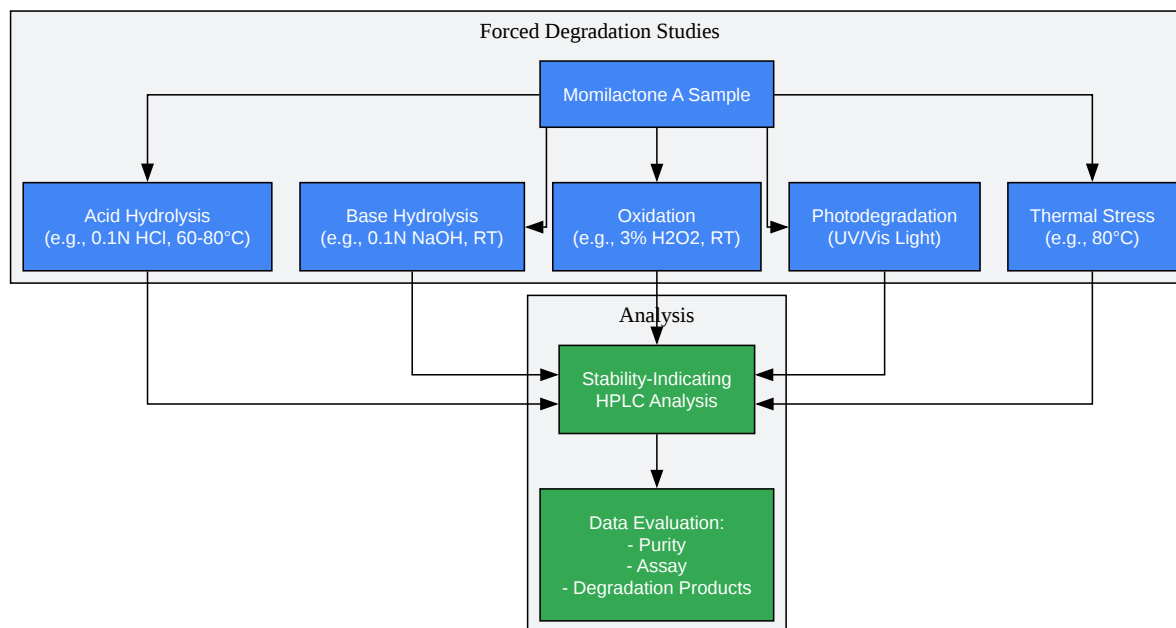 Forced Degradation Studies
Momilactone A Sample
Acid Hydrolysis
(e.g., 0.1N HCl, 60-80°C)
Base Hydrolysis
(e.g., 0.1N NaOH, RT)
Oxidation
(e.g., 3% H2O2, RT)
Photodegradation
(UV/Vis Light)
Thermal Stress
(e.g., 80°C)
Analysis
Stability-Indicating
HPLC Analysis
Data Evaluation:
- Purity
- Assay
- Degradation Products